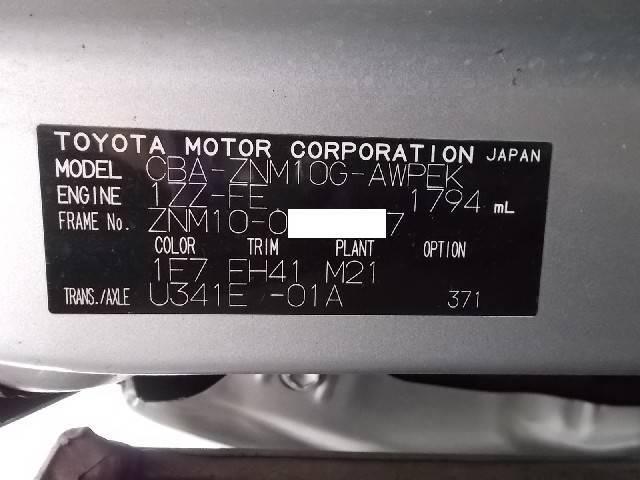 TOYOTA MOTOR CORPORATION JAPAN
MODEL CBA-ZNM10G-AWPEK
ENGINE 1ZZ-FE 1794 mL
FRAME No. ZNM10-0 7
COLOR TRIM PLANT OPTION
1E7 EH41 M21
TRANS./AXLE U341E -01A 371